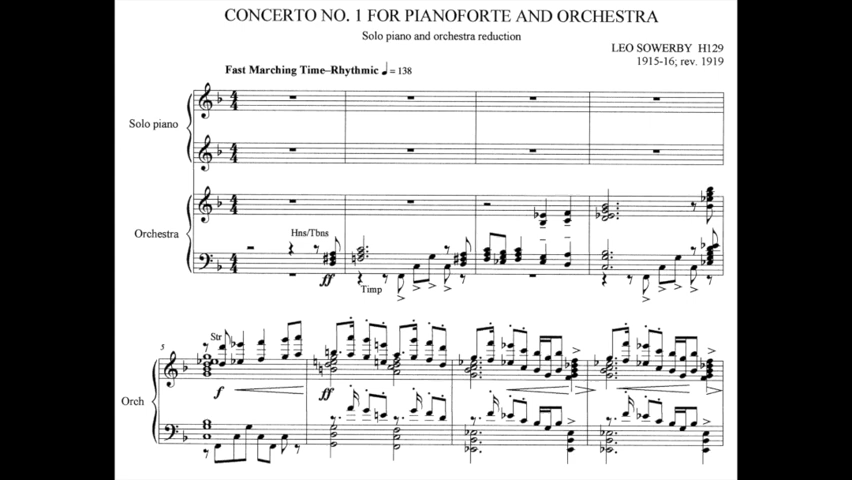 CONCERTO NO. 1 FOR PIANOFORTE AND ORCHESTRA
Solo piano and orchestra reduction
LEO SOWERBY H129
1915-16; rev. 1919
Fast Marching Time–Rhythmic ♩ = 138
Solo piano
Orchestra
Hns/Tbns
ff
Timp
5
Str
f
ff
Orch